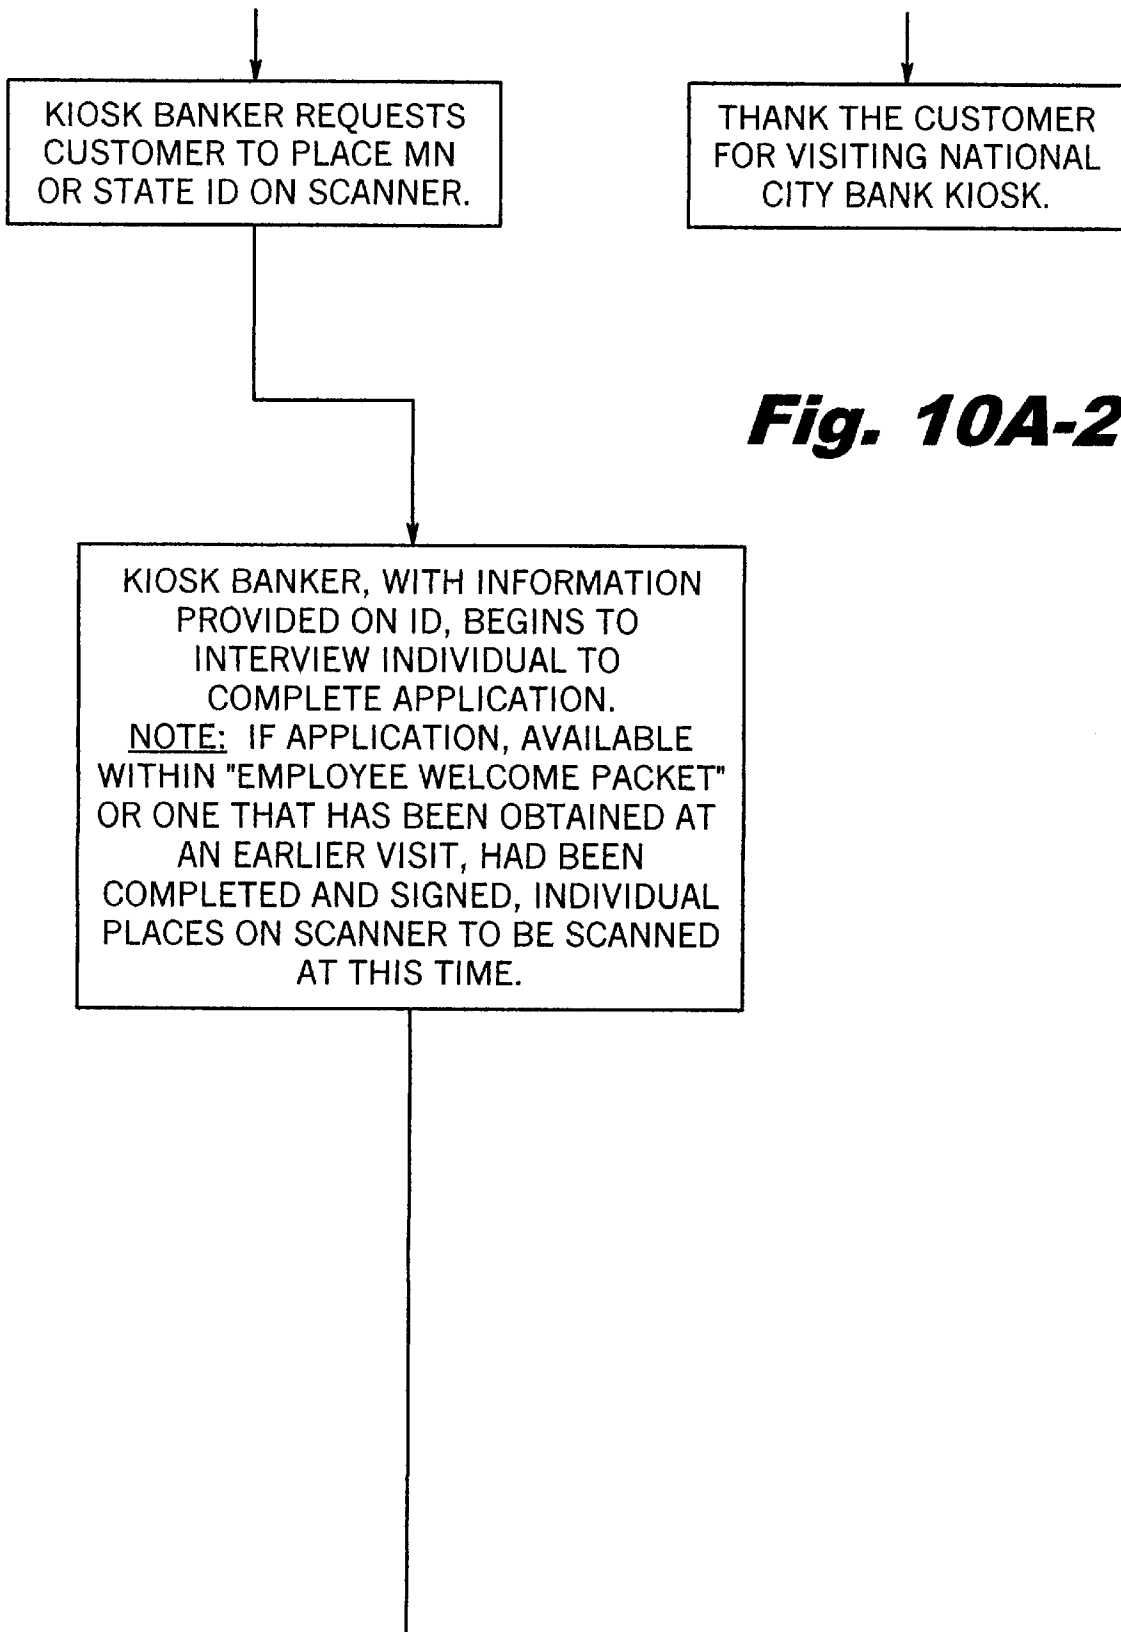 KIOSK BANKER REQUESTS
CUSTOMER TO PLACE MN
OR STATE ID ON SCANNER.
THANK THE CUSTOMER
FOR VISITING NATIONAL
CITY BANK KIOSK.
Fig. 10A-2
KIOSK BANKER, WITH INFORMATION
PROVIDED ON ID, BEGINS TO
INTERVIEW INDIVIDUAL TO
COMPLETE APPLICATION.
NOTE: IF APPLICATION, AVAILABLE
WITHIN "EMPLOYEE WELCOME PACKET"
OR ONE THAT HAS BEEN OBTAINED AT
AN EARLIER VISIT, HAD BEEN
COMPLETED AND SIGNED, INDIVIDUAL
PLACES ON SCANNER TO BE SCANNED
AT THIS TIME.